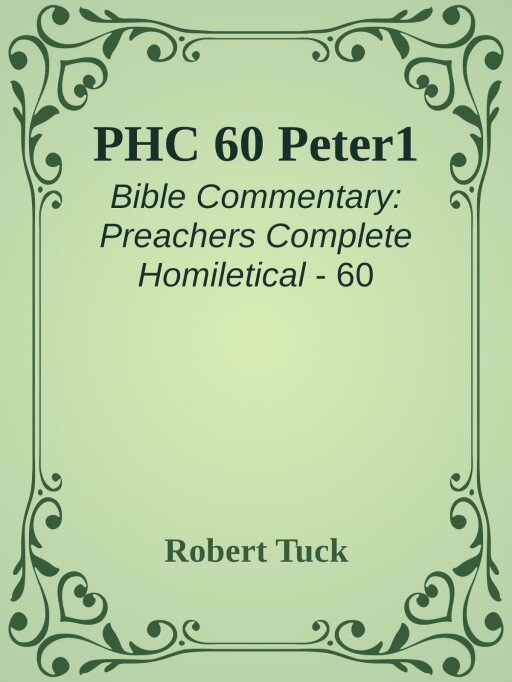 PHC 60 Peter1
Bible Commentary:
Preachers Complete
Homiletical - 60
Robert Tuck